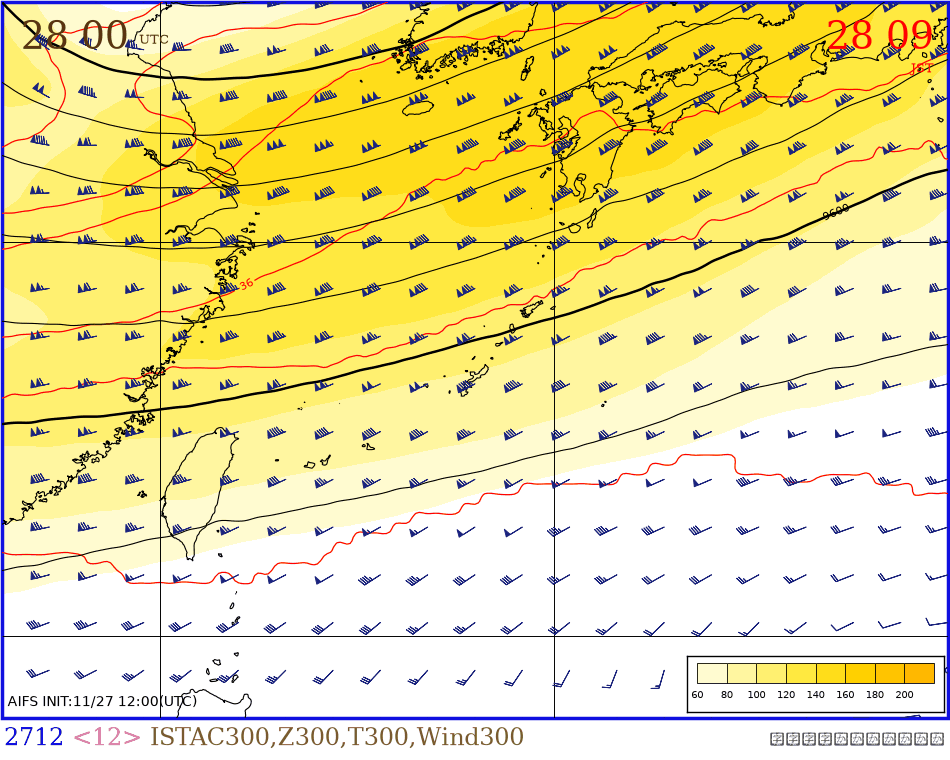 28 00 UTC
28 09
JST
9600
36
AIFS INIT:11/27 12:00(UTC)
60 80 100 120 140 160 180 200
2712 <12> ISTAC300,Z300,T300,Wind300